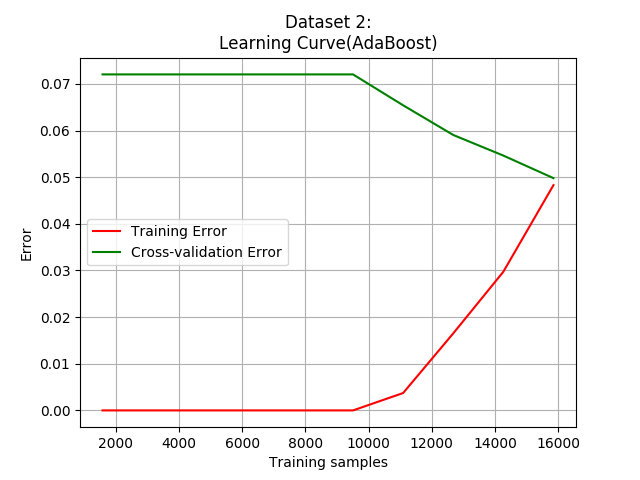 Dataset 2:
Learning Curve(AdaBoost)
0.07
0.06
0.05
0.04
0.03
0.02
0.01
0.00
Error
Training Error
Cross-validation Error
2000 4000 6000 8000 10000 12000 14000 16000
Training samples